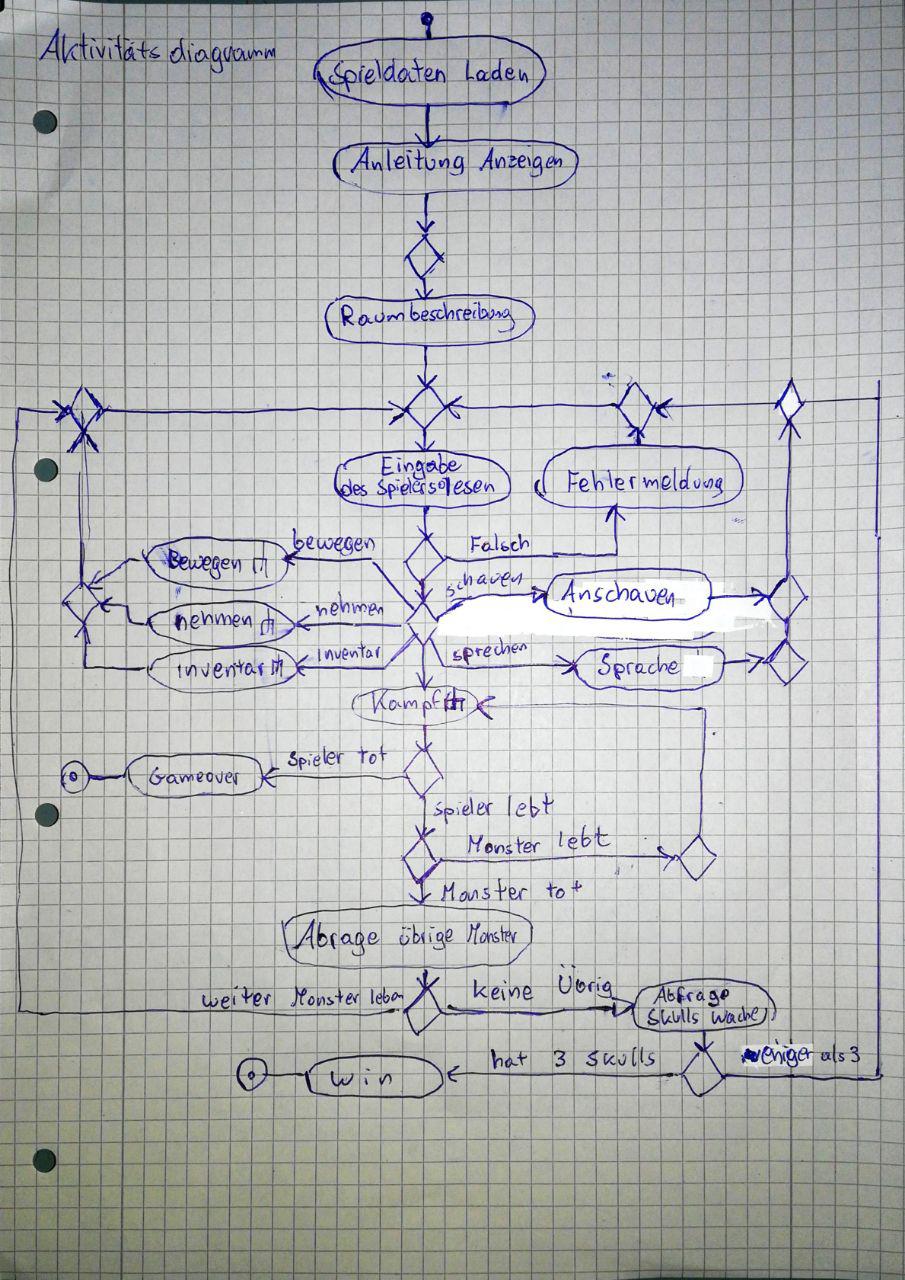 Aktivitäts diagramm
Spieldaten Laden
Anleitung Anzeigen
Raumbeschreibung
Eingabe
des Spielers lesen
Fehlermeldung
Falsch
bewegen
Bewegen
schauen
Anschauen
nehmen
nehmen
Inventar
inventar
sprechen
Sprache
Kampf
Spieler tot
Gameover
spieler lebt
Monster lebt
Monster tot
Abrage übrige Monster
weiter Monster leben
keine Übrig
Abfrage
Skulls wache
hat 3 Skulls
weniger als 3
win